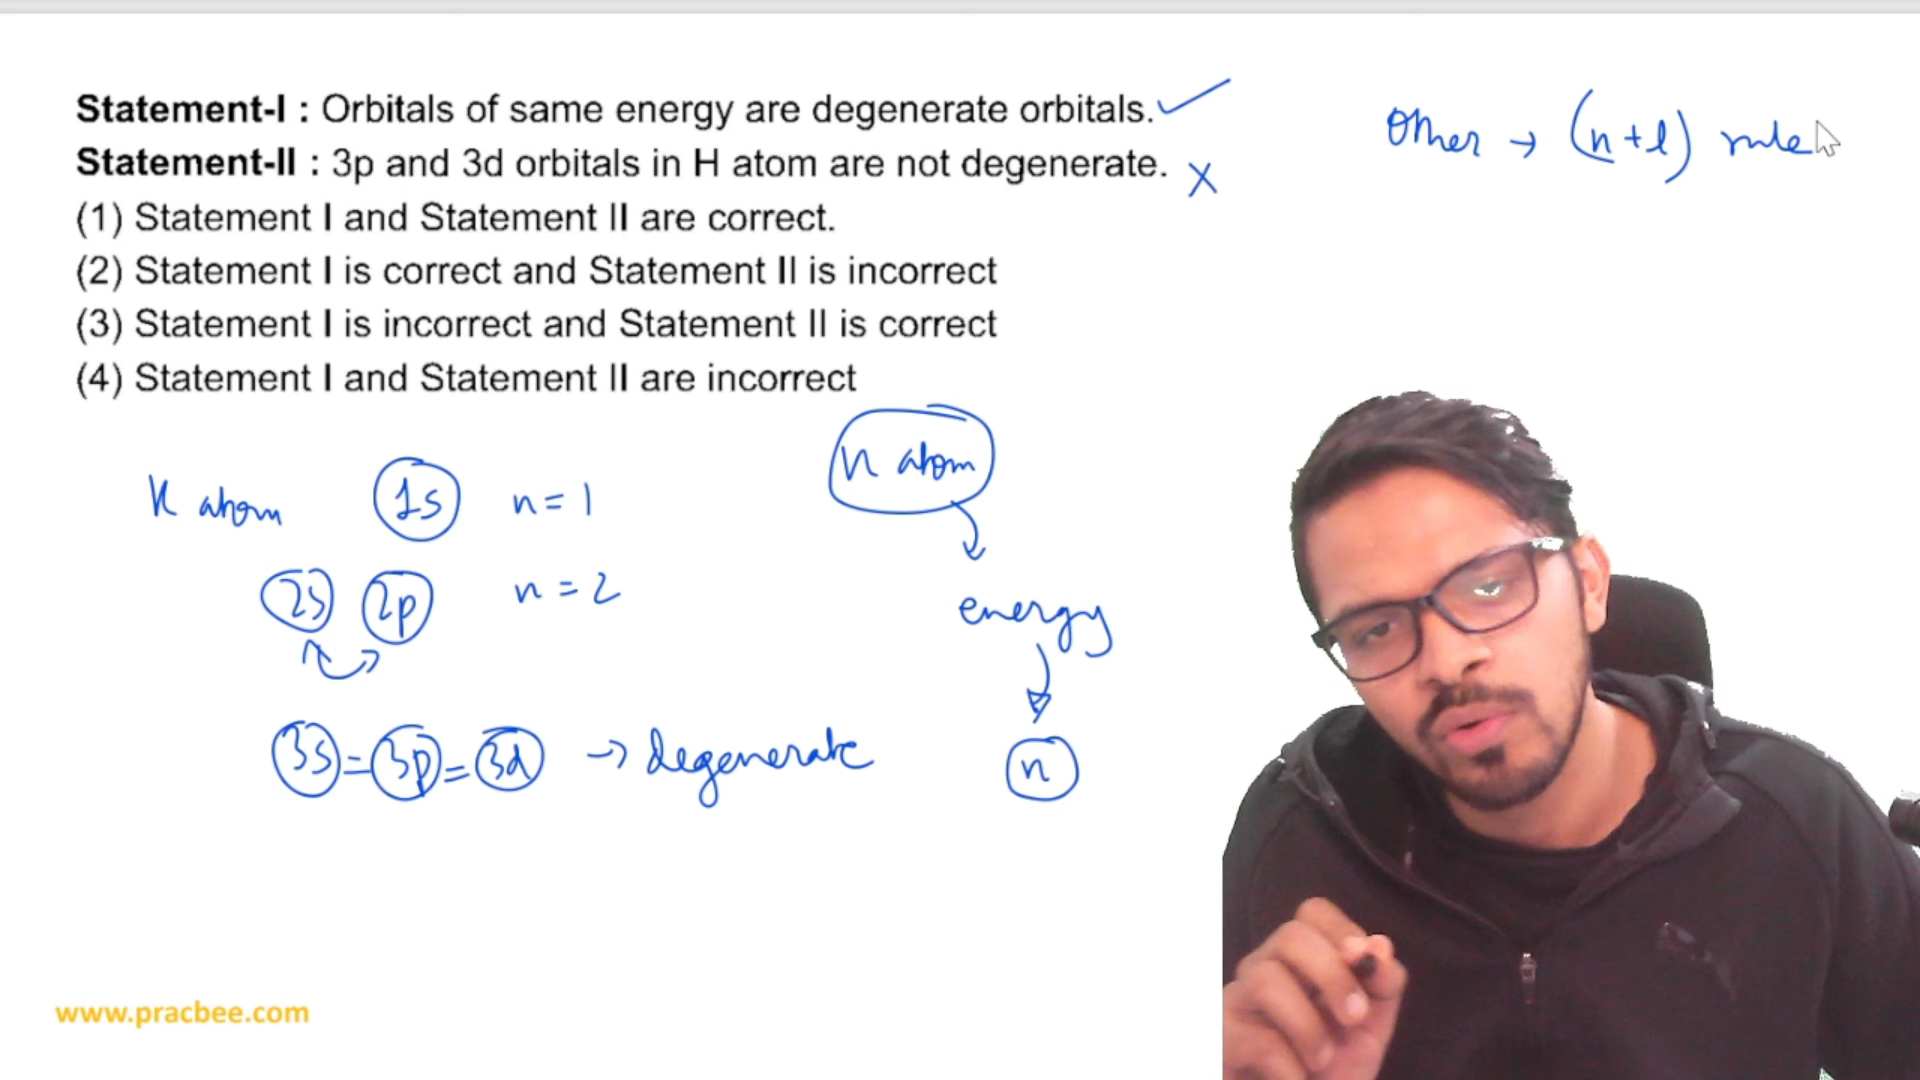 Statement-I : Orbitals of same energy are degenerate orbitals.
Statement-II : 3p and 3d orbitals in H atom are not degenerate. X
(1) Statement I and Statement II are correct.
(2) Statement I is correct and Statement II is incorrect
(3) Statement I is incorrect and Statement II is correct
(4) Statement I and Statement II are incorrect
Other → (n+l) rule
H atom 1s n = 1
2s 2p n = 2
3s = 3p = 3d → degenerate
H atom
energy
n
www.pracbee.com